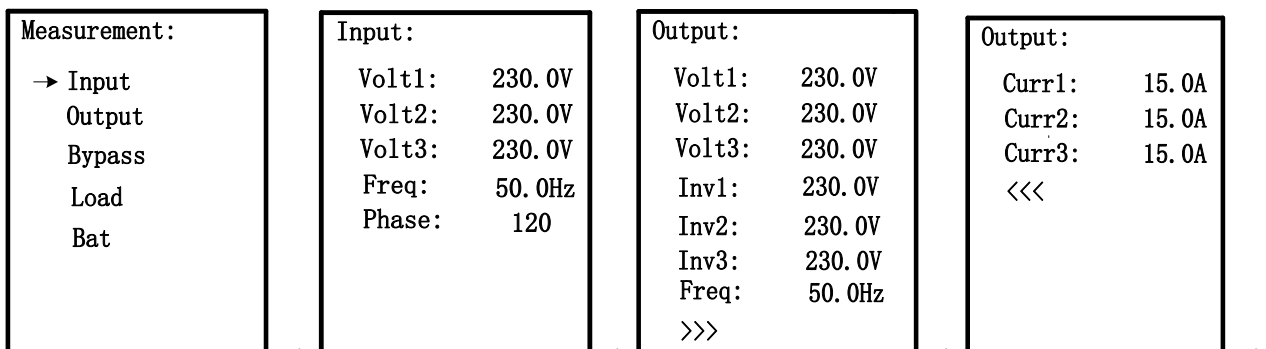 Measurement:
→ Input
Output
Bypass
Load
Bat
Input:
Volt1: 230.0V
Volt2: 230.0V
Volt3: 230.0V
Freq: 50.0Hz
Phase: 120
Output:
Volt1: 230.0V
Volt2: 230.0V
Volt3: 230.0V
Inv1: 230.0V
Inv2: 230.0V
Inv3: 230.0V
Freq: 50.0Hz
>>>
Output:
Curr1: 15.0A
Curr2: 15.0A
Curr3: 15.0A
<<<